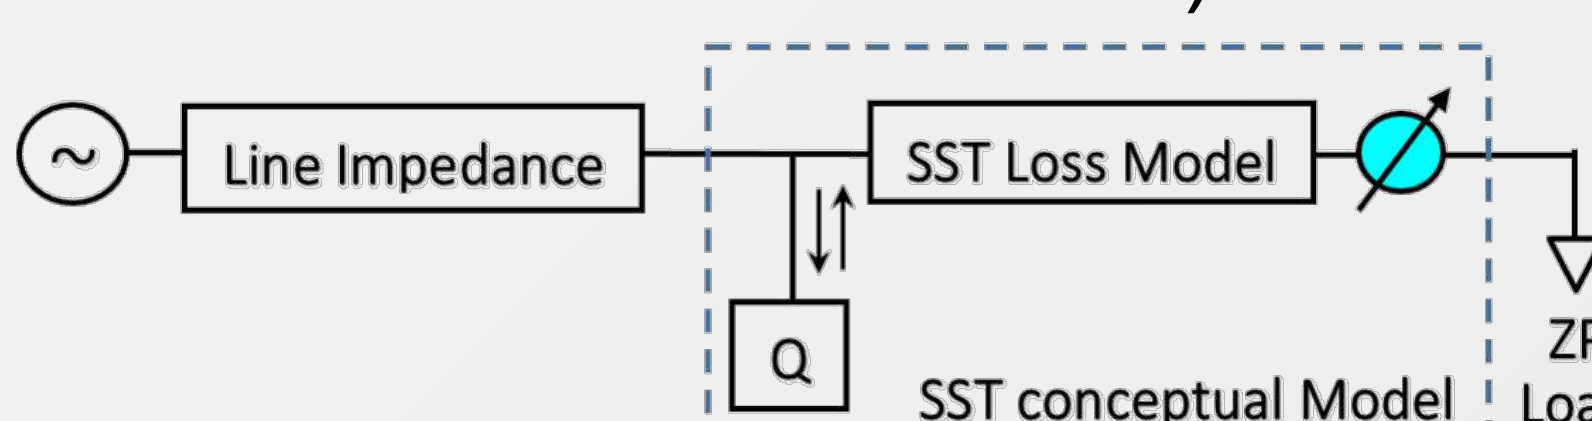 ~
Line Impedance
SST Loss Model
Q
SST conceptual Model